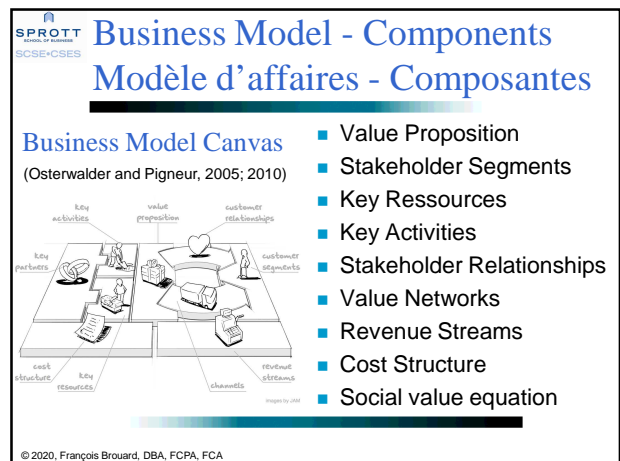 SPROTT
SCHOOL OF BUSINESS
SCSE•CSES
Business Model - Components
Modèle d’affaires - Composantes
Business Model Canvas
(Osterwalder and Pigneur, 2005; 2010)
key activities
value proposition
customer relationships
key partners
customer segments
cost structure
key resources
channels
revenue streams
images by JAM
Value Proposition
Stakeholder Segments
Key Ressources
Key Activities
Stakeholder Relationships
Value Networks
Revenue Streams
Cost Structure
Social value equation
© 2020, François Brouard, DBA, FCPA, FCA